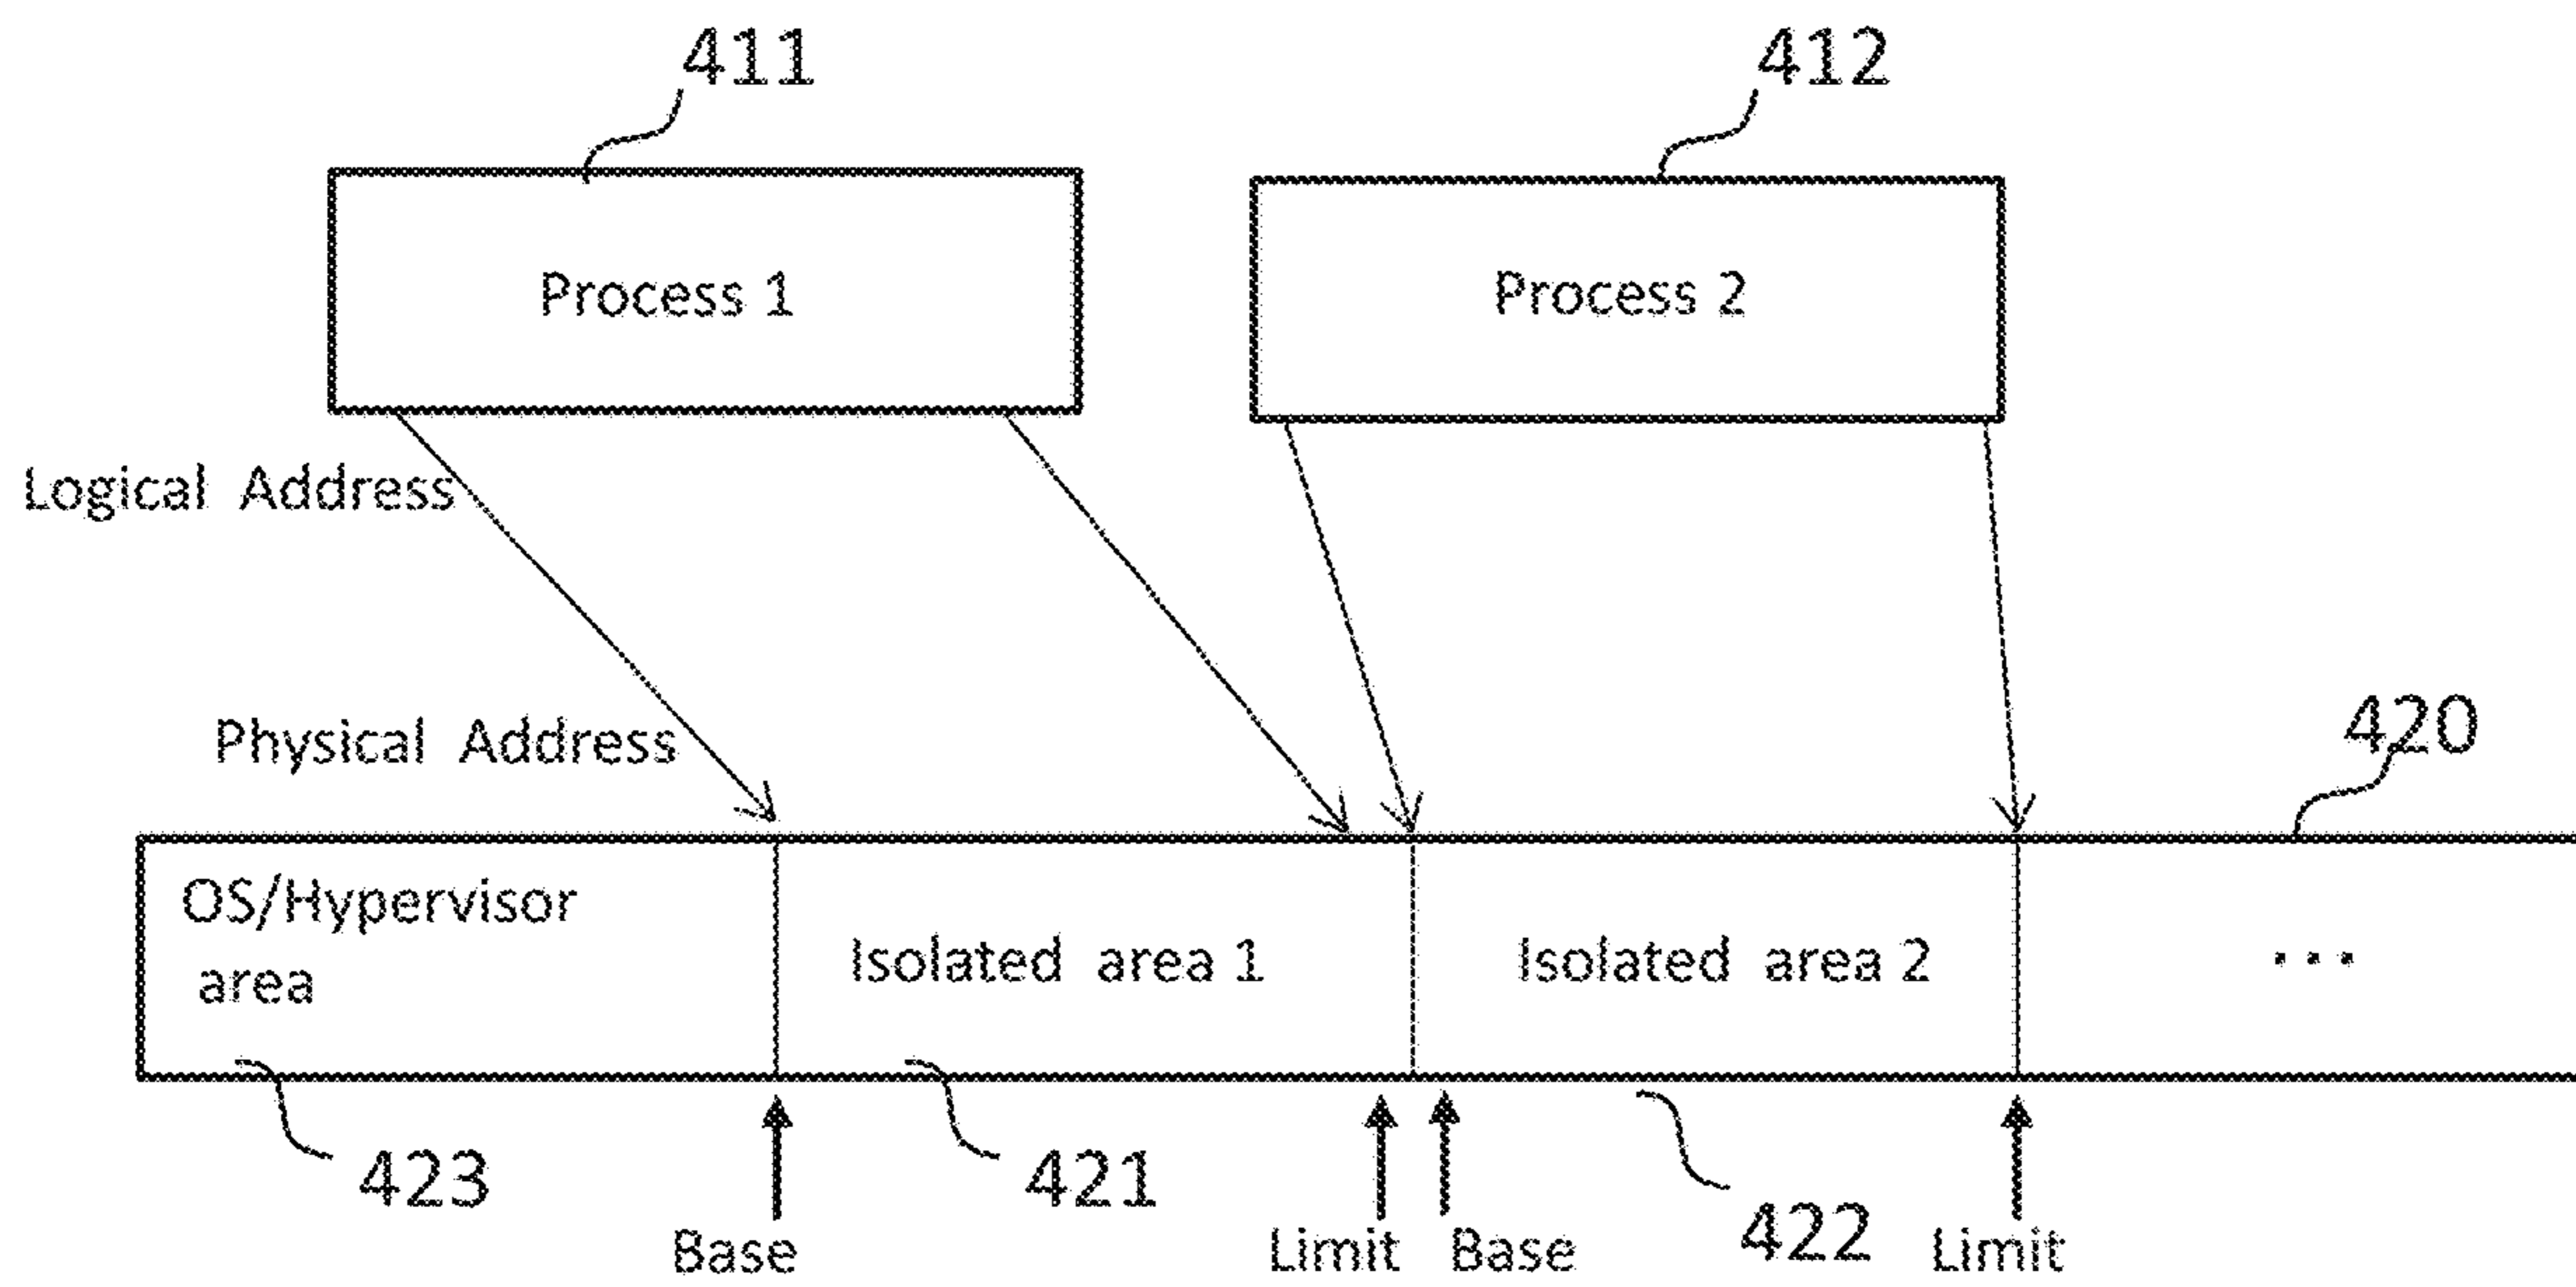 411
412
Process 1
Process 2
Logical Address
Physical Address
420
OS/Hypervisor
area
Isolated area 1
Isolated area 2
...
423
421
422
Base
Limit
Base
Limit